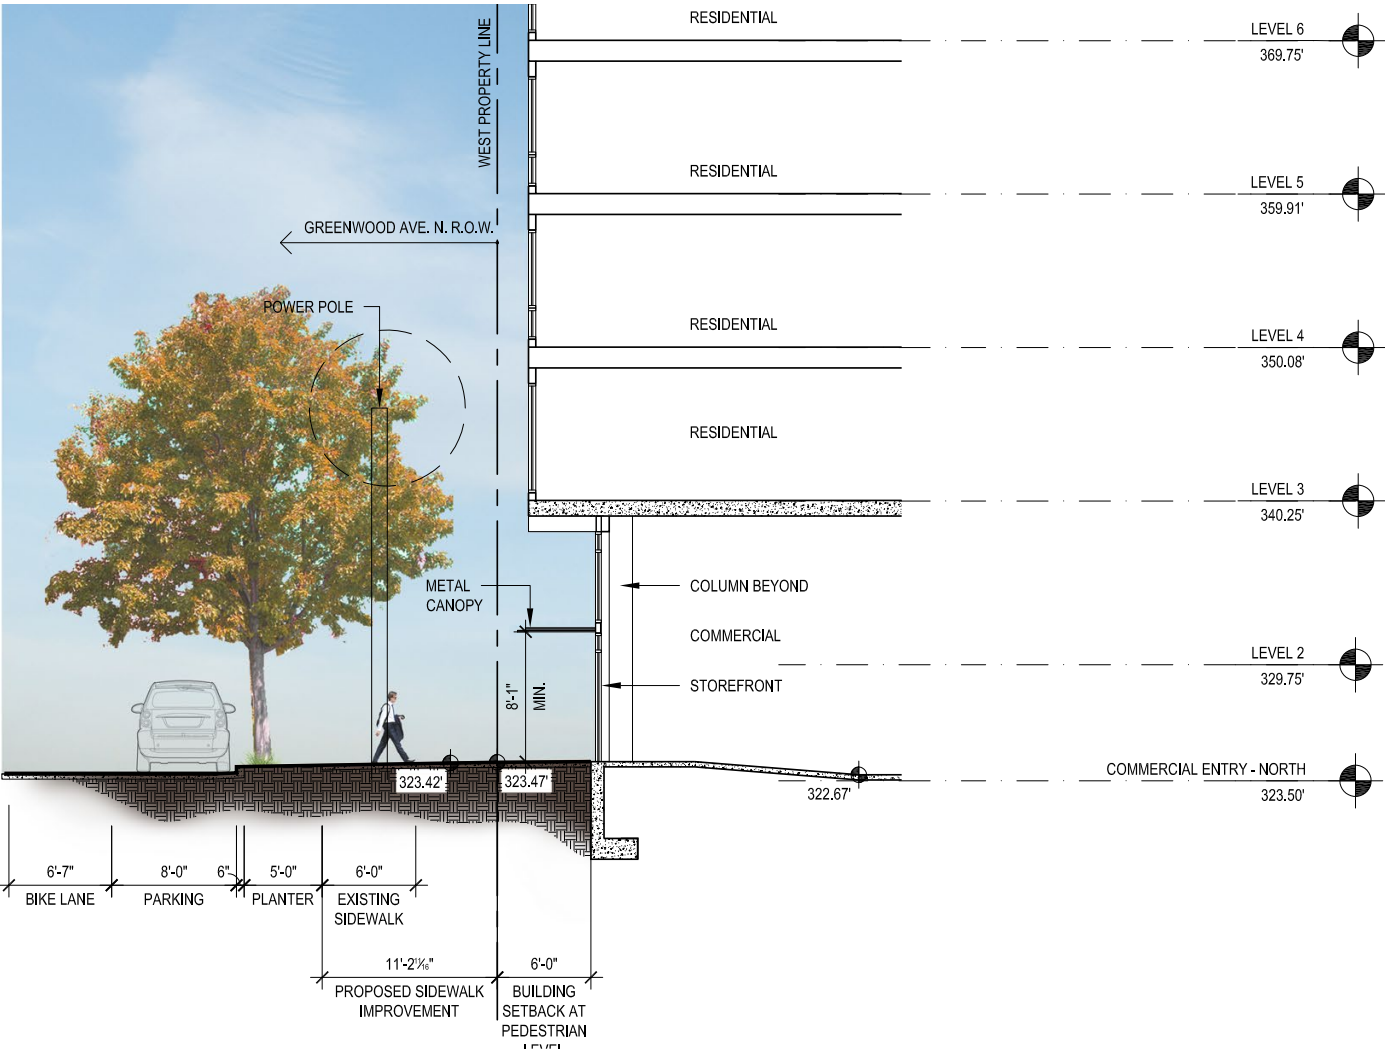 RESIDENTIAL
LEVEL 6
369.75'
WEST PROPERTY LINE
RESIDENTIAL
LEVEL 5
359.91'
GREENWOOD AVE. N. R.O.W.
POWER POLE
RESIDENTIAL
LEVEL 4
350.08'
RESIDENTIAL
LEVEL 3
340.25'
METAL
CANOPY
COLUMN BEYOND
COMMERCIAL
LEVEL 2
329.75'
STOREFRONT
8'-1"
MIN.
323.42'
323.47'
322.67'
COMMERCIAL ENTRY - NORTH
323.50'
6'-7"
8'-0"
6"
5'-0"
6'-0"
BIKE LANE
PARKING
PLANTER
EXISTING
SIDEWALK
11'-2 11/16"
6'-0"
PROPOSED SIDEWALK
IMPROVEMENT
BUILDING
SETBACK AT
PEDESTRIAN
LEVEL